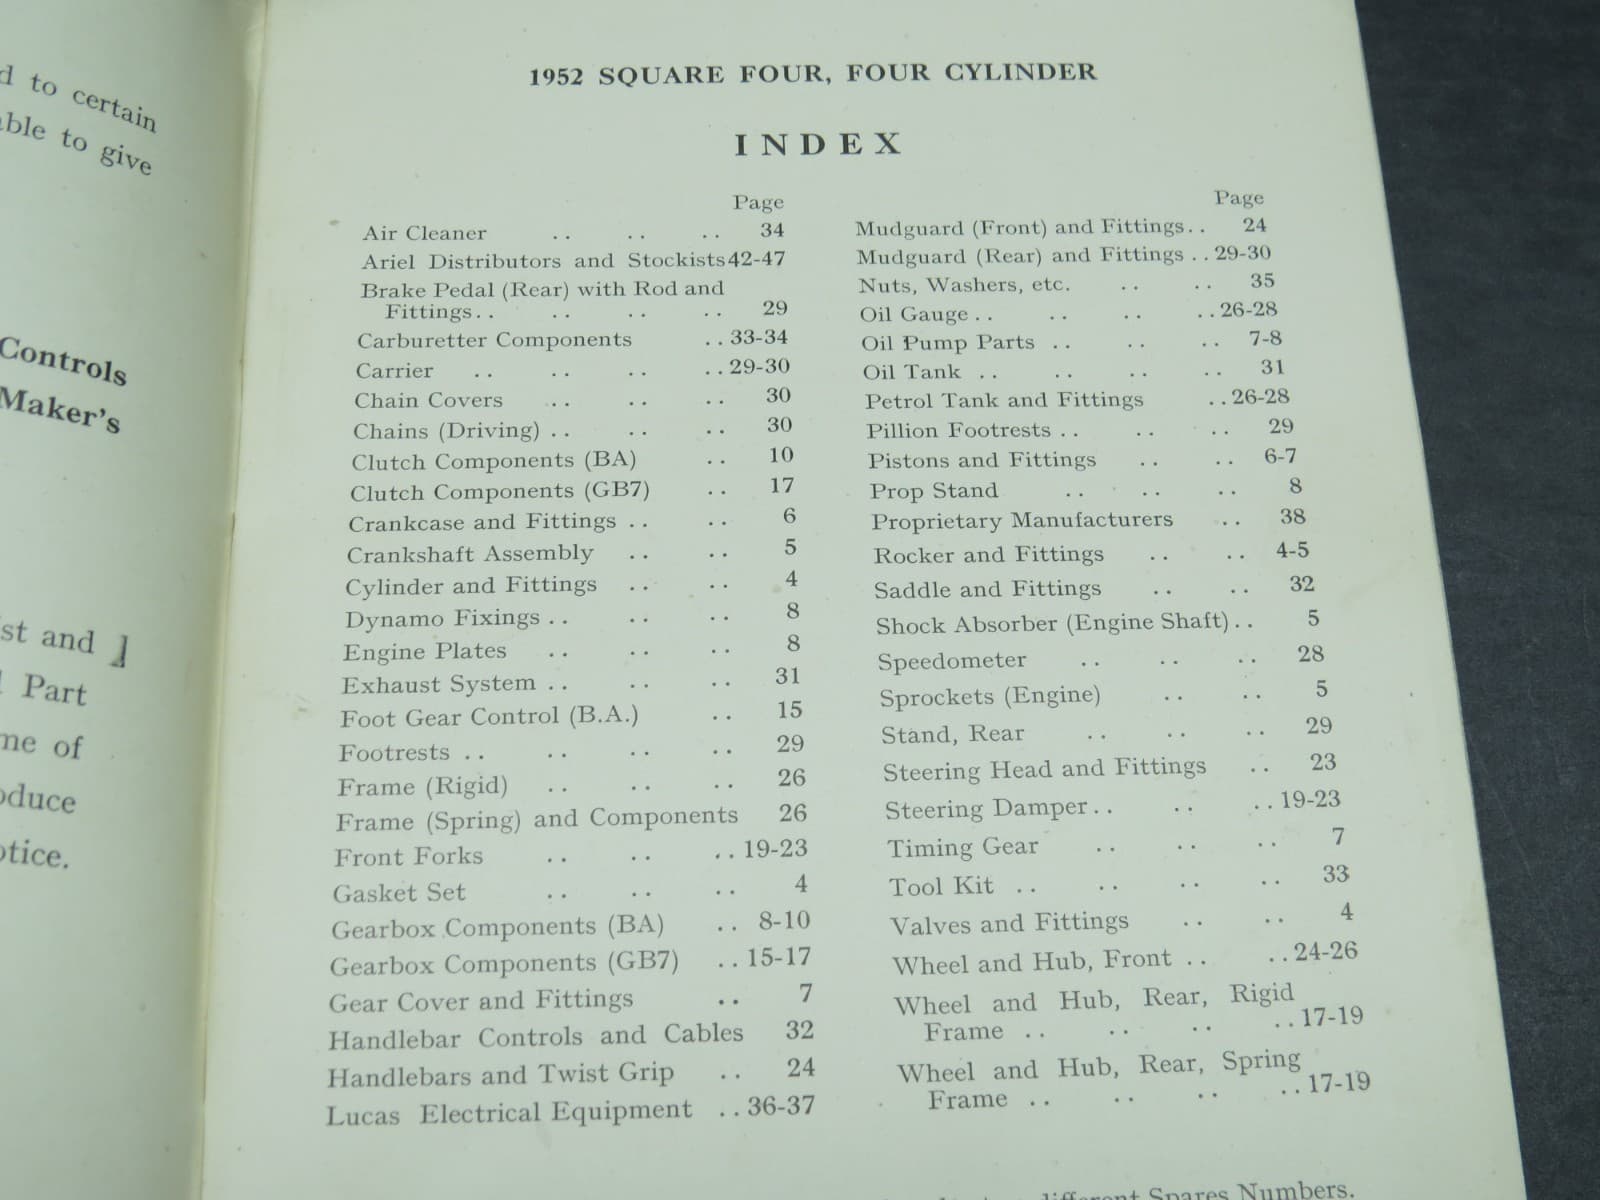 d to certain
able to give
Controls
Maker's
st and
Part
me of
oduce
otice.
1952 SQUARE FOUR, FOUR CYLINDER
INDEX
Page
Air Cleaner .. .. .. 34
Ariel Distributors and Stockists 42-47
Brake Pedal (Rear) with Rod and
Fittings .. .. .. .. 29
Carburetter Components .. 33-34
Carrier .. .. .. .. 29-30
Chain Covers .. .. .. 30
Chains (Driving) .. .. .. 30
Clutch Components (BA) .. 10
Clutch Components (GB7) .. 17
Crankcase and Fittings .. .. 6
Crankshaft Assembly .. .. 5
Cylinder and Fittings .. .. 4
Dynamo Fixings .. .. .. 8
Engine Plates .. .. .. 8
Exhaust System .. .. .. 31
Foot Gear Control (B.A.) .. 15
Footrests .. .. .. .. 29
Frame (Rigid) .. .. .. 26
Frame (Spring) and Components 26
Front Forks .. .. .. 19-23
Gasket Set .. .. .. 4
Gearbox Components (BA) .. 8-10
Gearbox Components (GB7) .. 15-17
Gear Cover and Fittings .. 7
Handlebar Controls and Cables 32
Handlebars and Twist Grip .. 24
Lucas Electrical Equipment .. 36-37
Page
Mudguard (Front) and Fittings .. 24
Mudguard (Rear) and Fittings .. 29-30
Nuts, Washers, etc. .. .. 35
Oil Gauge .. .. .. .. 26-28
Oil Pump Parts .. .. .. 7-8
Oil Tank .. .. .. .. 31
Petrol Tank and Fittings .. 26-28
Pillion Footrests .. .. .. 29
Pistons and Fittings .. .. 6-7
Prop Stand .. .. .. 8
Proprietary Manufacturers .. 38
Rocker and Fittings .. .. 4-5
Saddle and Fittings .. .. 32
Shock Absorber (Engine Shaft) .. 5
Speedometer .. .. .. 28
Sprockets (Engine) .. .. 5
Stand, Rear .. .. .. 29
Steering Head and Fittings .. 23
Steering Damper .. .. .. 19-23
Timing Gear .. .. .. 7
Tool Kit .. .. .. .. 33
Valves and Fittings .. .. 4
Wheel and Hub, Front .. .. 24-26
Wheel and Hub, Rear, Rigid
Frame .. .. .. .. 17-19
Wheel and Hub, Rear, Spring
Frame .. .. .. .. 17-19
different Spares Numbers.